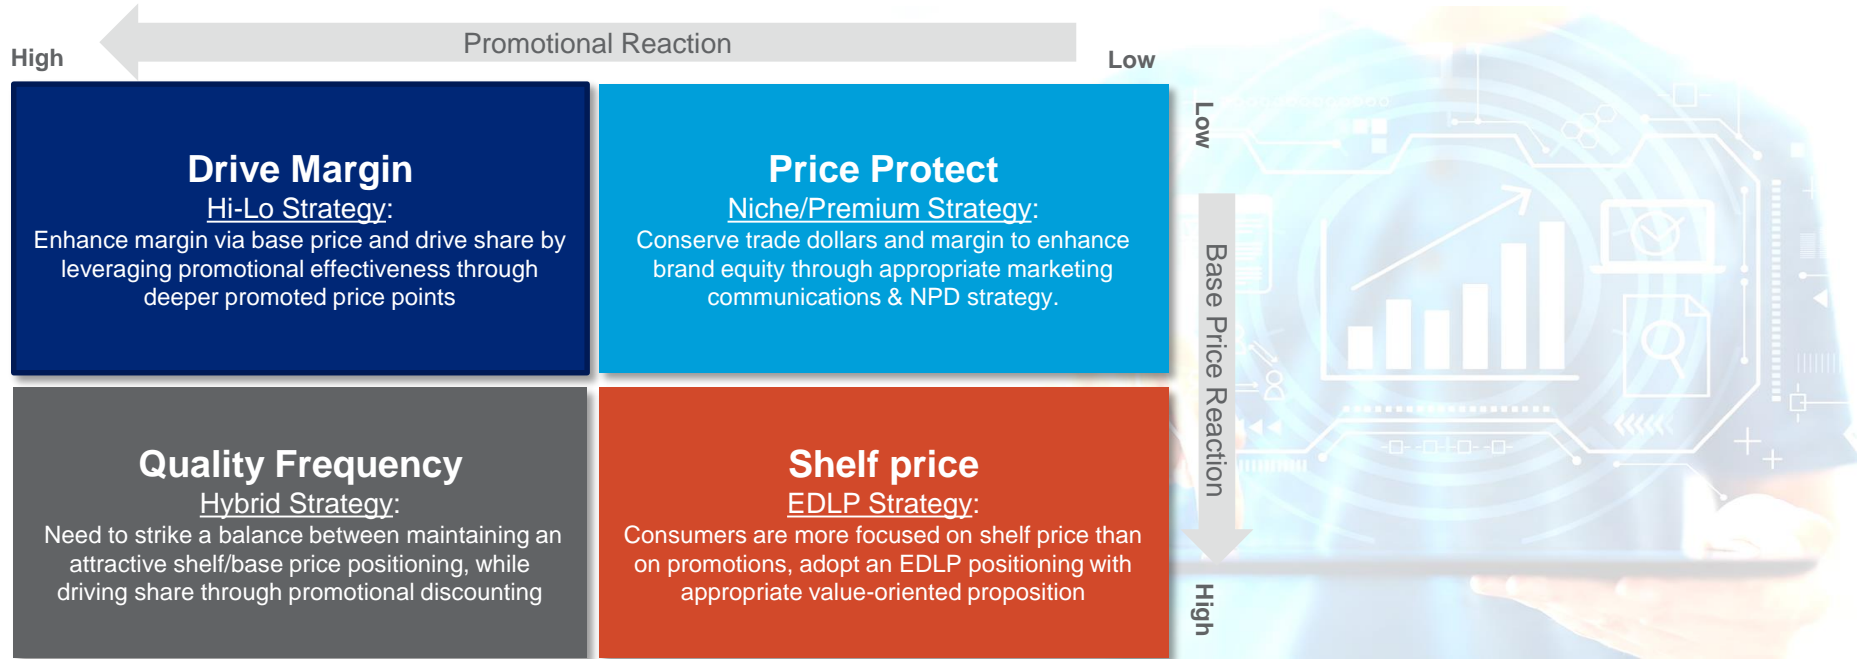 Promotional Reaction
High
Low
Drive Margin
Hi-Lo Strategy:
Enhance margin via base price and drive share by
leveraging promotional effectiveness through
deeper promoted price points
Price Protect
Niche/Premium Strategy:
Conserve trade dollars and margin to enhance
brand equity through appropriate marketing
communications & NPD strategy.
Low
Base Price Reaction
High
Quality Frequency
Hybrid Strategy:
Need to strike a balance between maintaining an
attractive shelf/base price positioning, while
driving share through promotional discounting
Shelf price
EDLP Strategy:
Consumers are more focused on shelf price than
on promotions, adopt an EDLP positioning with
appropriate value-oriented proposition